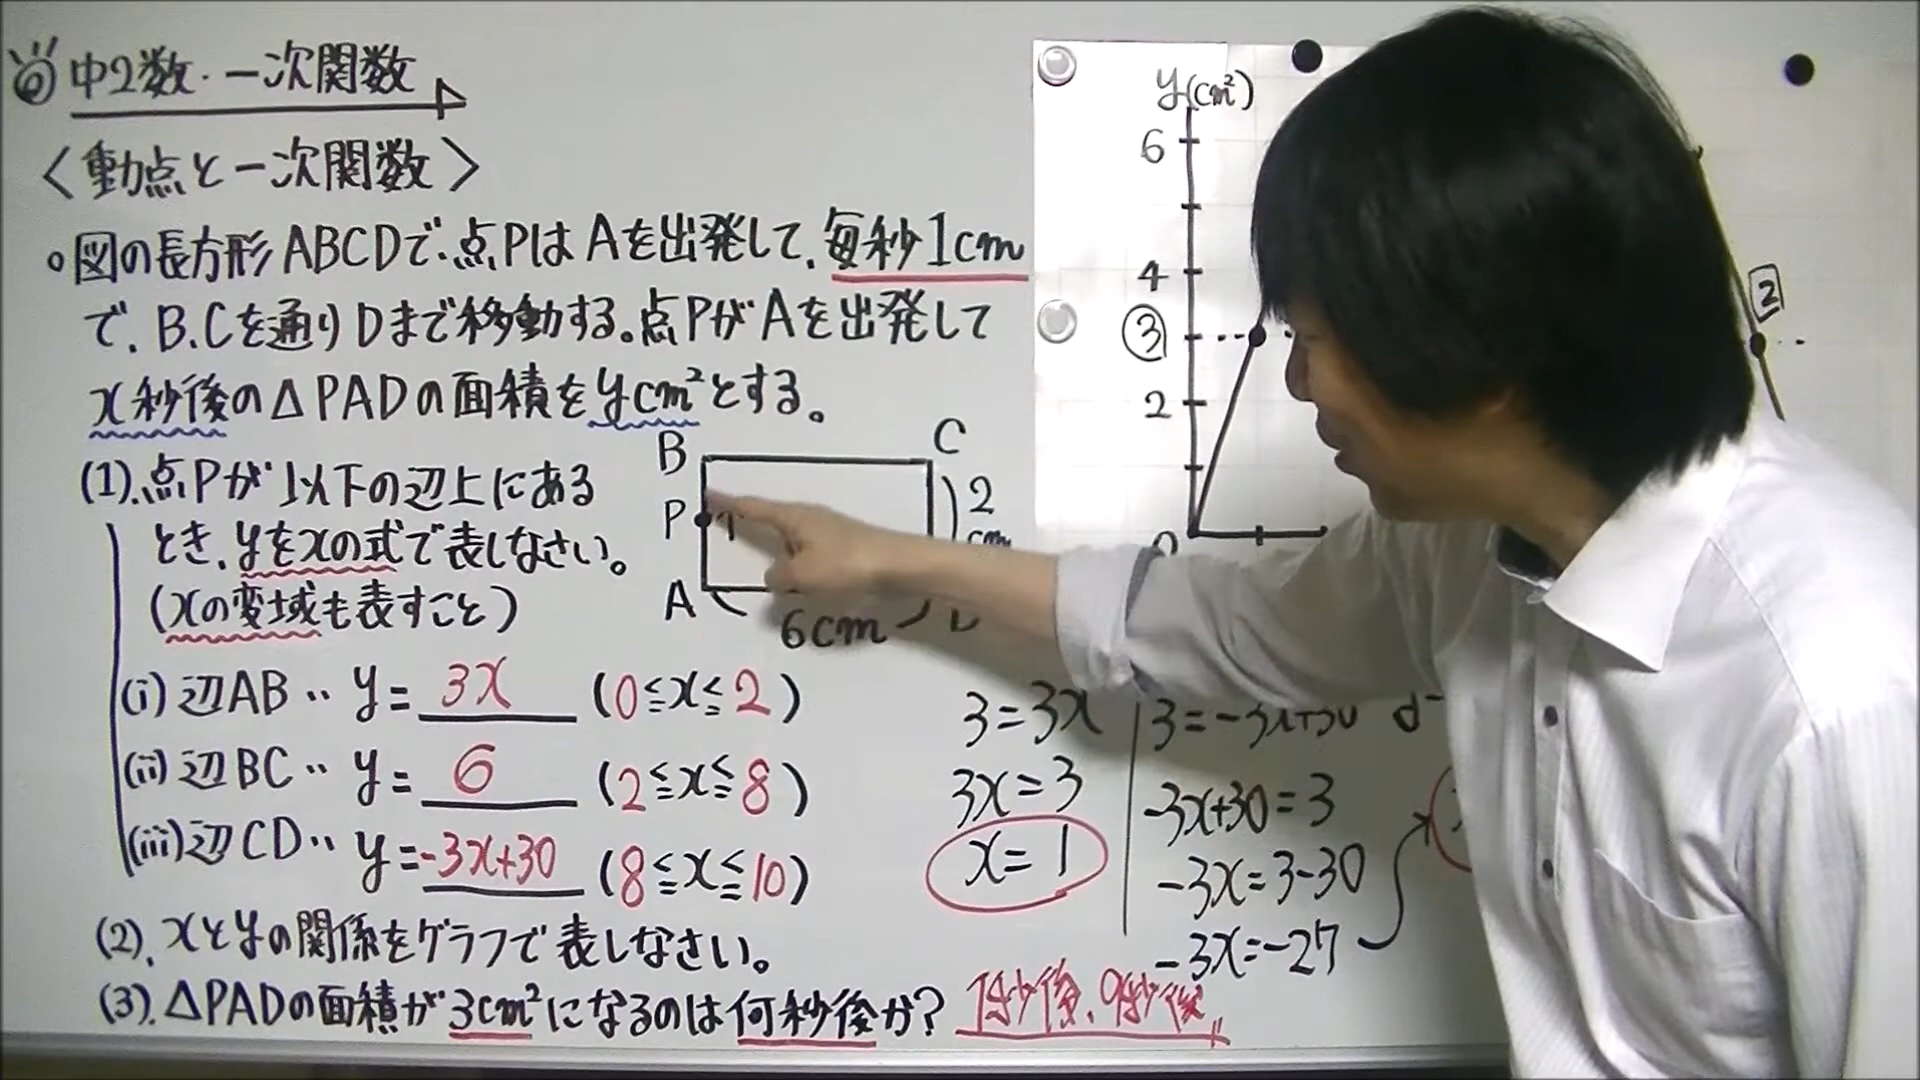 中2数・一次関数
＜動点と一次関数＞
○図の長方形ABCDで、点PはAを出発して、毎秒1cm
で、B、Cを通りDまで移動する。点PがAを出発して
x秒後の△PADの面積をycm²とする。
(1).点Pが以下の辺上にある
とき、yをxの式で表しなさい。
(xの変域も表すこと)
(i)辺AB‥ y=3x (0≦x≦2)
(ii)辺BC‥ y=6 (2≦x≦8)
(iii)辺CD‥ y=-3x+30 (8≦x≦10)
(2).xとyの関係をグラフで表しなさい。
(3).△PADの面積が3cm²になるのは何秒後か? 1秒後、9秒後
B
C
P
A
2
cm
6cm
y(cm²)
6
4
③
2
0
2
3=3x
3x=3
x=1
3=-3x+30
-3x+30=3
-3x=3-30
-3x=-27